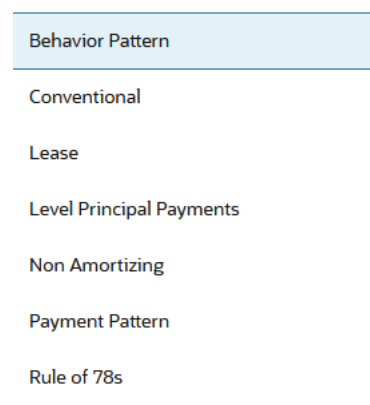 Behavior Pattern
Conventional
Lease
Level Principal Payments
Non Amortizing
Payment Pattern
Rule of 78s